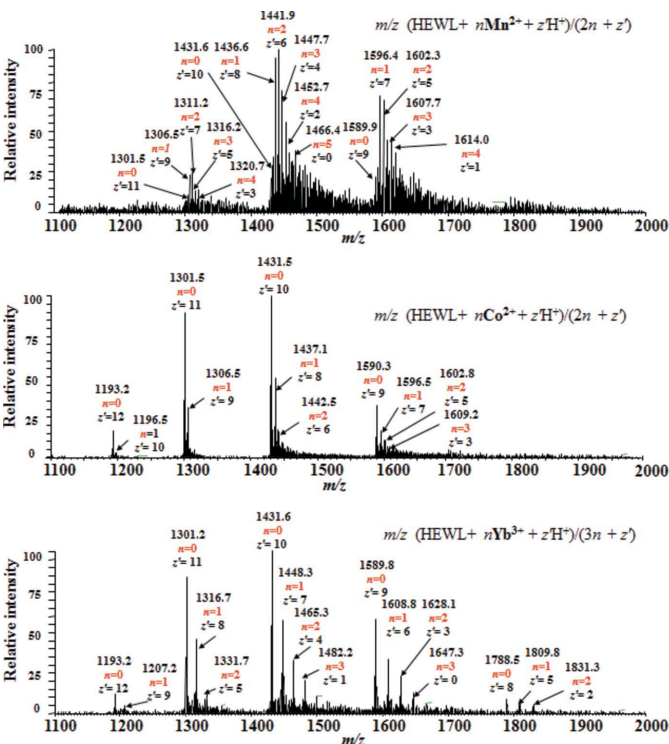 m/z (HEWL+ nMn2+ + z'H+)/(2n + z')
Relative intensity
100
75
50
25
0
1301.5
n=0
z'=11
1306.5
n=1
z'=9
1311.2
n=2
z'=7
1316.2
n=3
z'=5
1320.7
n=4
z'=3
1431.6
n=0
z'=10
1436.6
n=1
z'=8
1441.9
n=2
z'=6
1447.7
n=3
z'=4
1452.7
n=4
z'=2
1466.4
n=5
z'=0
1589.9
n=0
z'=9
1596.4
n=1
z'=7
1602.3
n=2
z'=5
1607.7
n=3
z'=3
1614.0
n=4
z'=1
1100 1200 1300 1400 1500 1600 1700 1800 1900 2000
m/z
m/z (HEWL+ nCo2+ + z'H+)/(2n + z')
Relative intensity
100
75
50
25
0
1193.2
n=0
z'=12
1196.5
n=1
z'= 10
1301.5
n=0
z'= 11
1306.5
n=1
z'= 9
1431.5
n=0
z'= 10
1437.1
n=1
z'= 8
1442.5
n=2
z'= 6
1590.3
n=0
z'= 9
1596.5
n=1
z'= 7
1602.8
n=2
z'= 5
1609.2
n=3
z'= 3
1100 1200 1300 1400 1500 1600 1700 1800 1900 2000
m/z
m/z (HEWL+ nYb3+ + z'H+)/(3n + z')
Relative intensity
100
75
50
25
0
1193.2
n=0
z'= 12
1207.2
n=1
z'= 9
1301.2
n=0
z'= 11
1316.7
n=1
z'= 8
1331.7
n=2
z'= 5
1431.6
n=0
z'= 10
1448.3
n=1
z'= 7
1465.3
n=2
z'= 4
1482.2
n=3
z'= 1
1589.8
n=0
z'= 9
1608.8
n=1
z'= 6
1628.1
n=2
z'= 3
1647.3
n=3
z'= 0
1788.5
n=0
z'= 8
1809.8
n=1
z'= 5
1831.3
n=2
z'= 2
1100 1200 1300 1400 1500 1600 1700 1800 1900 2000
m/z